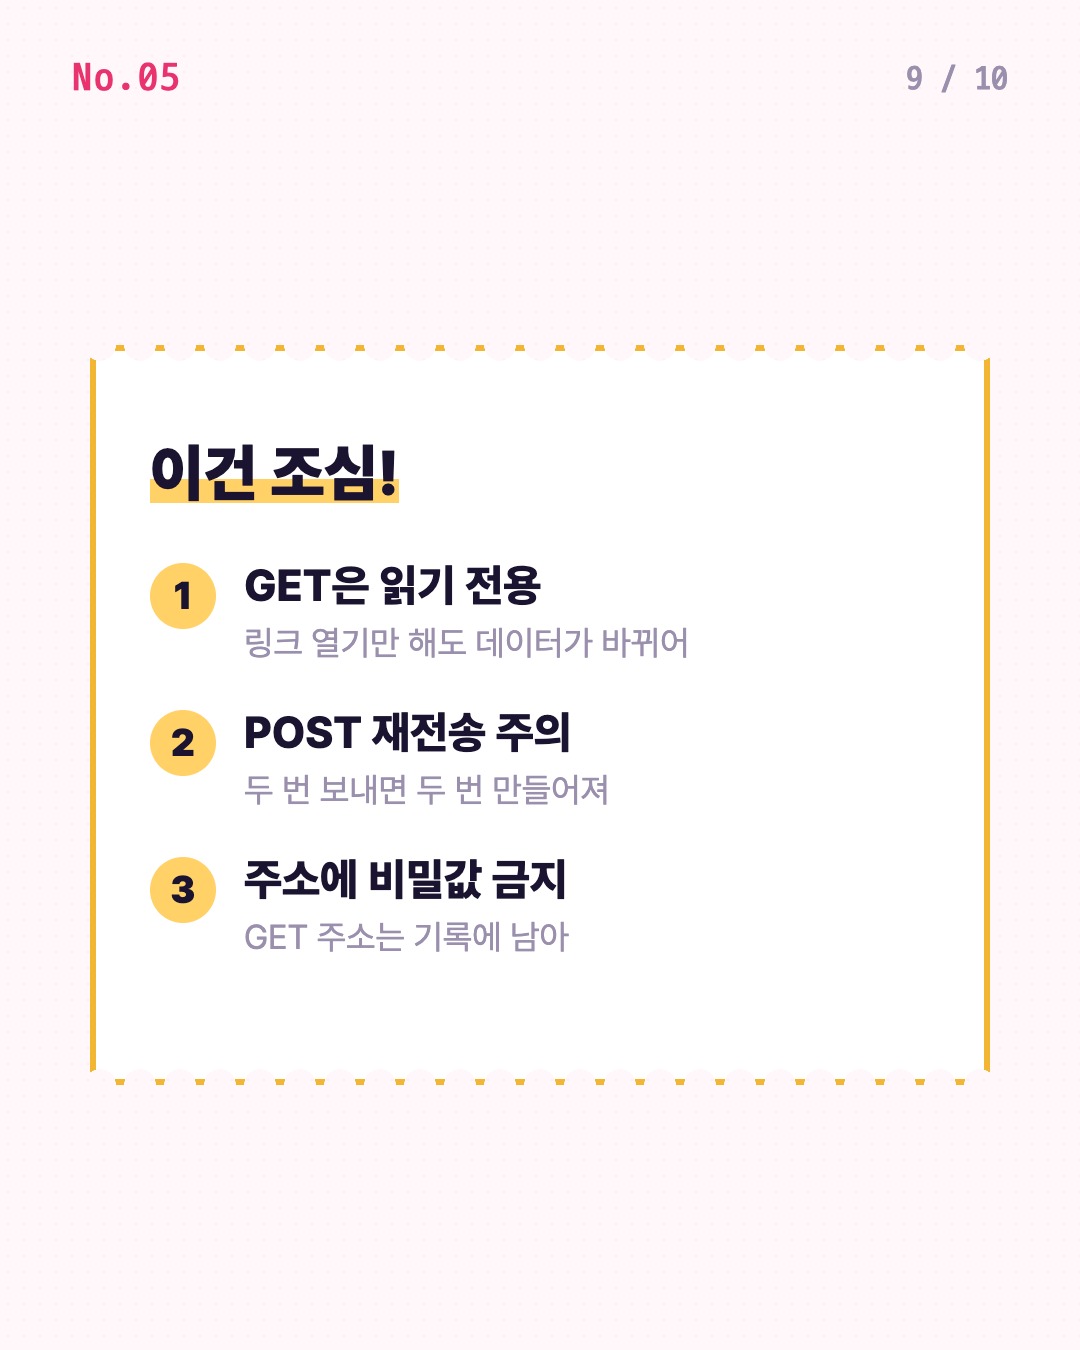 No.05
9 / 10
이건 조심!
1
GET은 읽기 전용
링크 열기만 해도 데이터가 바뀌어
2
POST 재전송 주의
두 번 보내면 두 번 만들어져
3
주소에 비밀값 금지
GET 주소는 기록에 남아